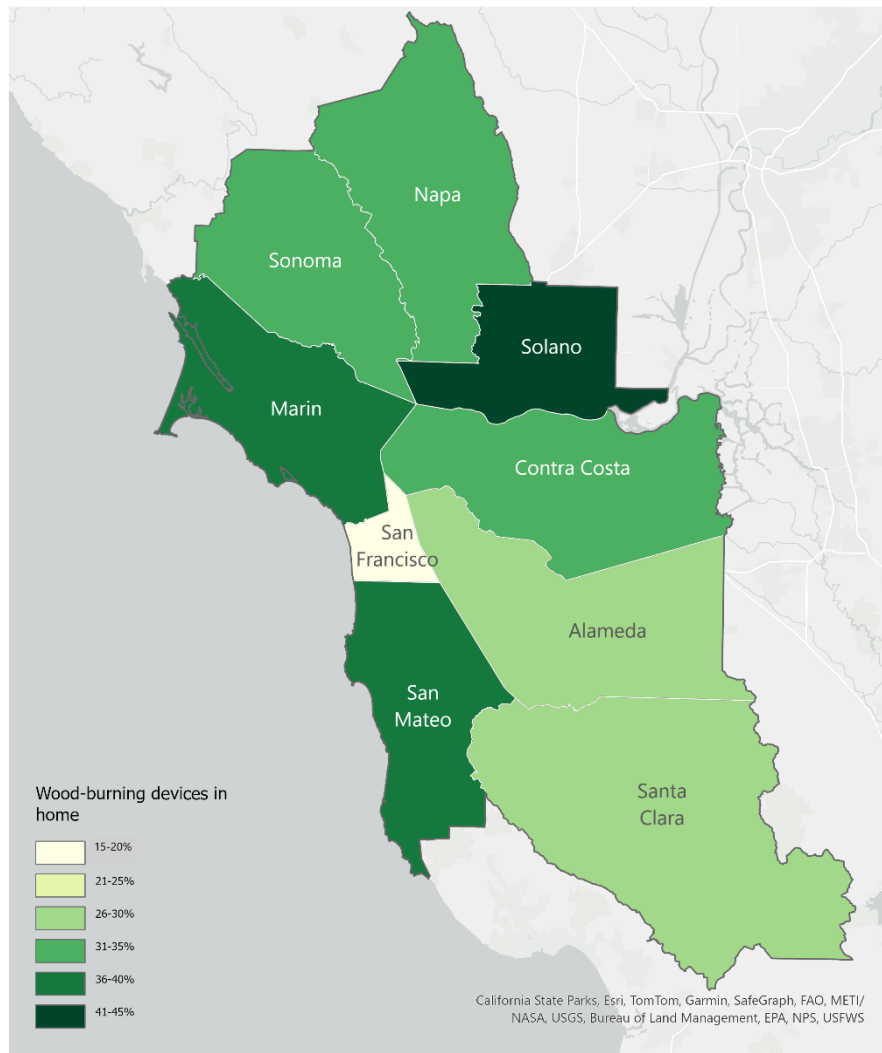 Napa
Sonoma
Solano
Marin
Contra Costa
San
Francisco
Alameda
San
Mateo
Santa
Clara
Wood-burning devices in
home
15-20%
21-25%
26-30%
31-35%
36-40%
41-45%
California State Parks, Esri, TomTom, Garmin, SafeGraph, FAO, METI/
NASA, USGS, Bureau of Land Management, EPA, NPS, USFWS